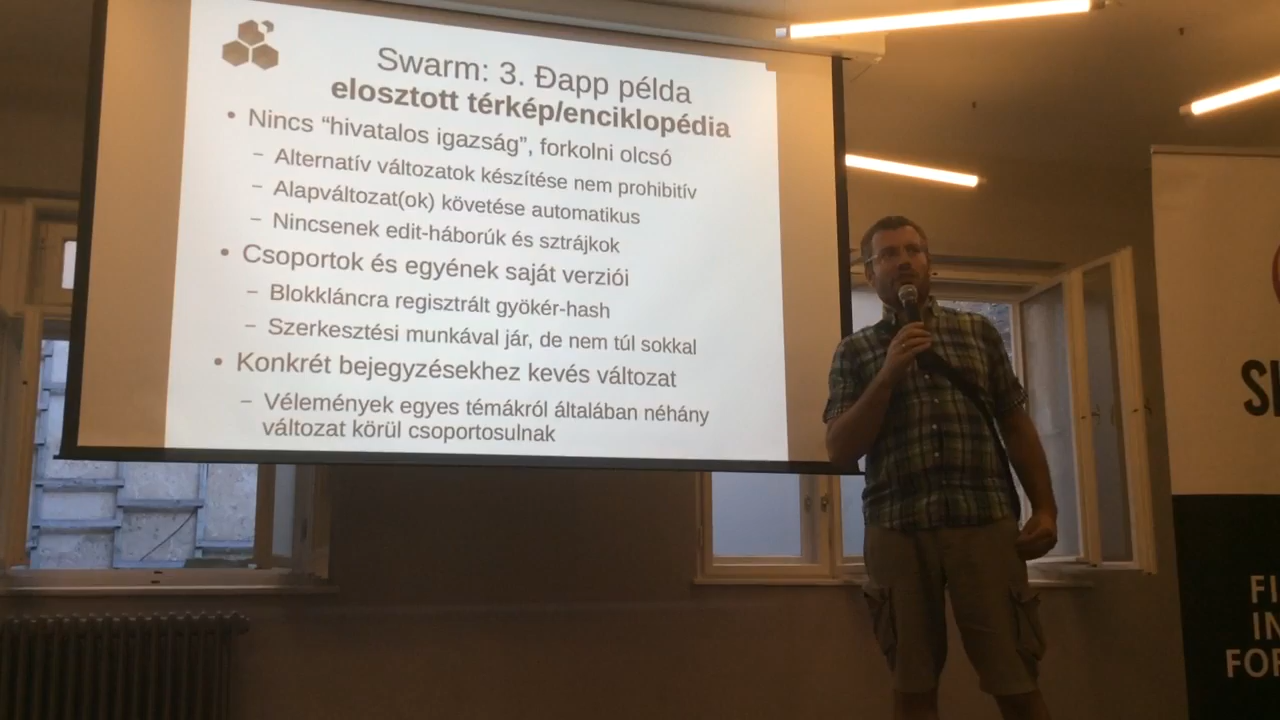 Swarm: 3. Đapp példa
elosztott térkép/enciklopédia
• Nincs “hivatalos igazság”, forkolni olcsó
– Alternatív változatok készítése nem prohibitív
– Alapváltozat(ok) követése automatikus
– Nincsenek edit-háborúk és sztrájkok
• Csoportok és egyének saját verziói
– Blokkláncra regisztrált gyökér-hash
– Szerkesztési munkával jár, de nem túl sokkal
• Konkrét bejegyzésekhez kevés változat
– Vélemények egyes témákról általában néhány
változat körül csoportosulnak